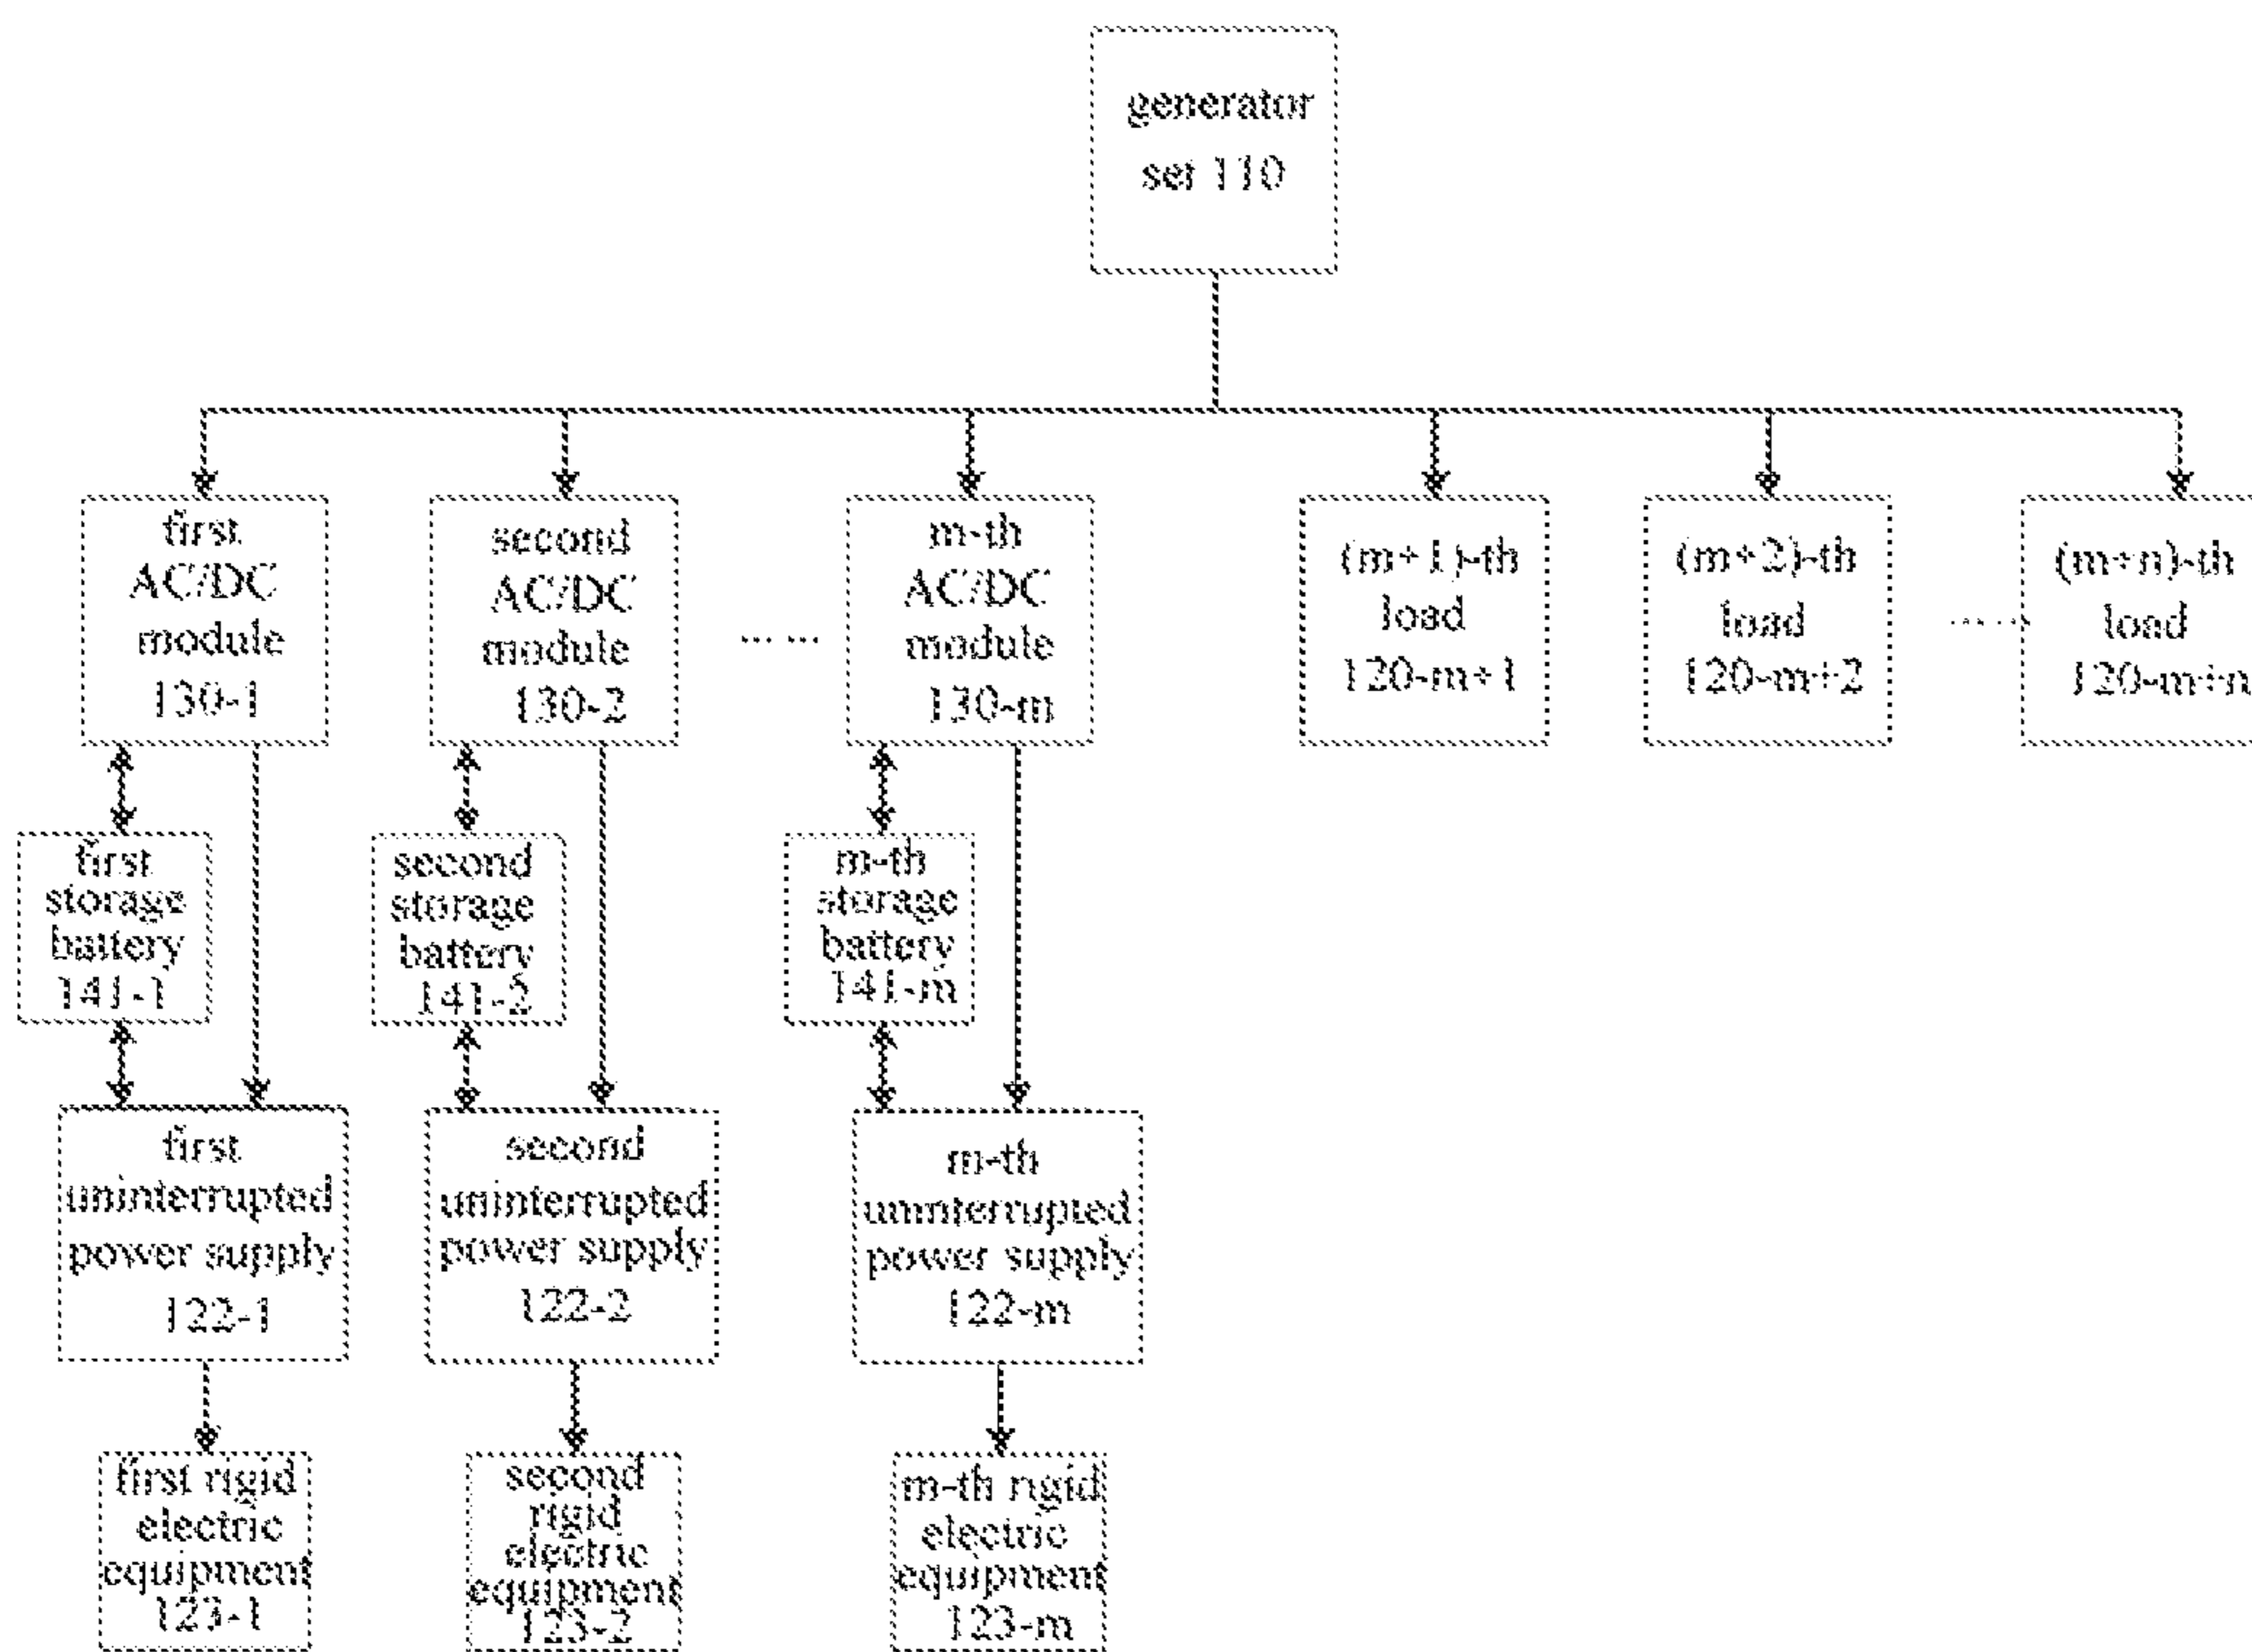 generator
set 110
first
AC/DC
module
130-1
second
AC/DC
module
130-2
... ...
m-th
AC/DC
module
130-m
(m+1)-th
load
120-m+1
(m+2)-th
load
120-m+2
... ...
(m+n)-th
load
120-m+n
first
storage
battery
141-1
second
storage
battery
141-2
m-th
storage
battery
141-m
first
uninterrupted
power supply
122-1
second
uninterrupted
power supply
122-2
m-th
uninterrupted
power supply
122-m
first rigid
electric
equipment
123-1
second
rigid
electric
equipment
123-2
m-th rigid
electric
equipment
123-m